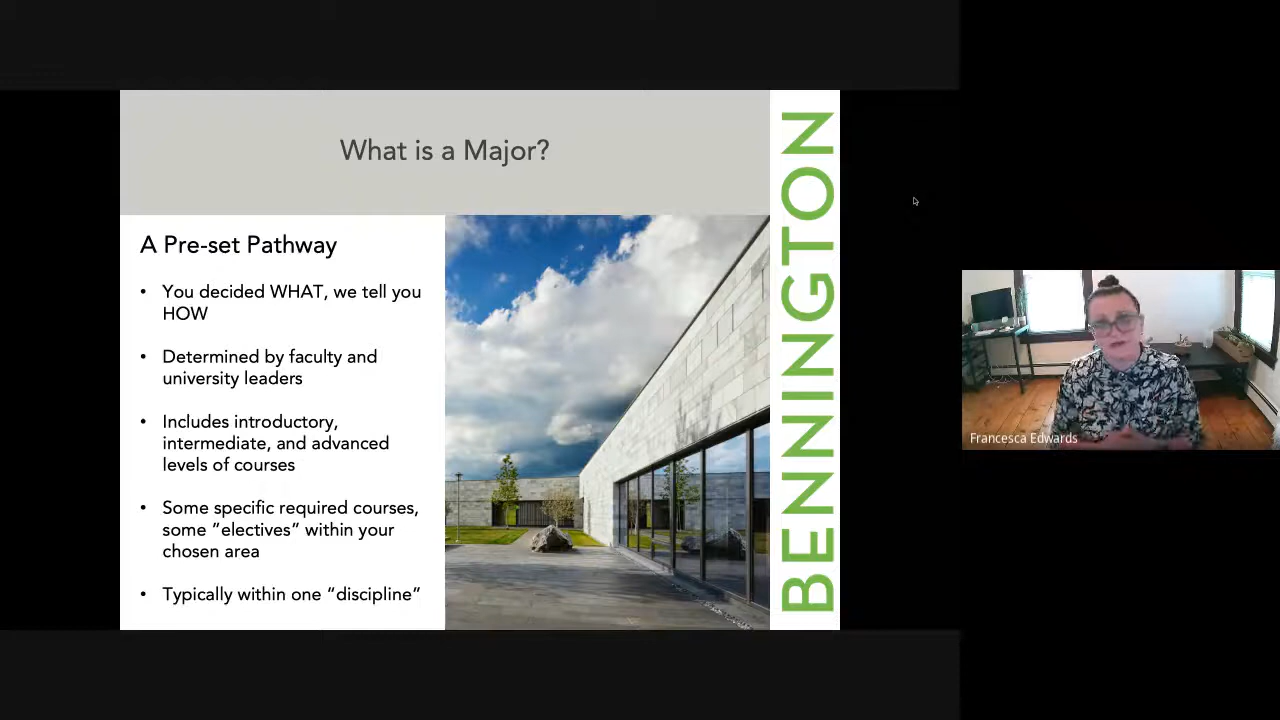 What is a Major?
A Pre-set Pathway
• You decided WHAT, we tell you
HOW
• Determined by faculty and
university leaders
• Includes introductory,
intermediate, and advanced
levels of courses
• Some specific required courses,
some “electives” within your
chosen area
• Typically within one “discipline”
BENNINGTON
Francesca Edwards